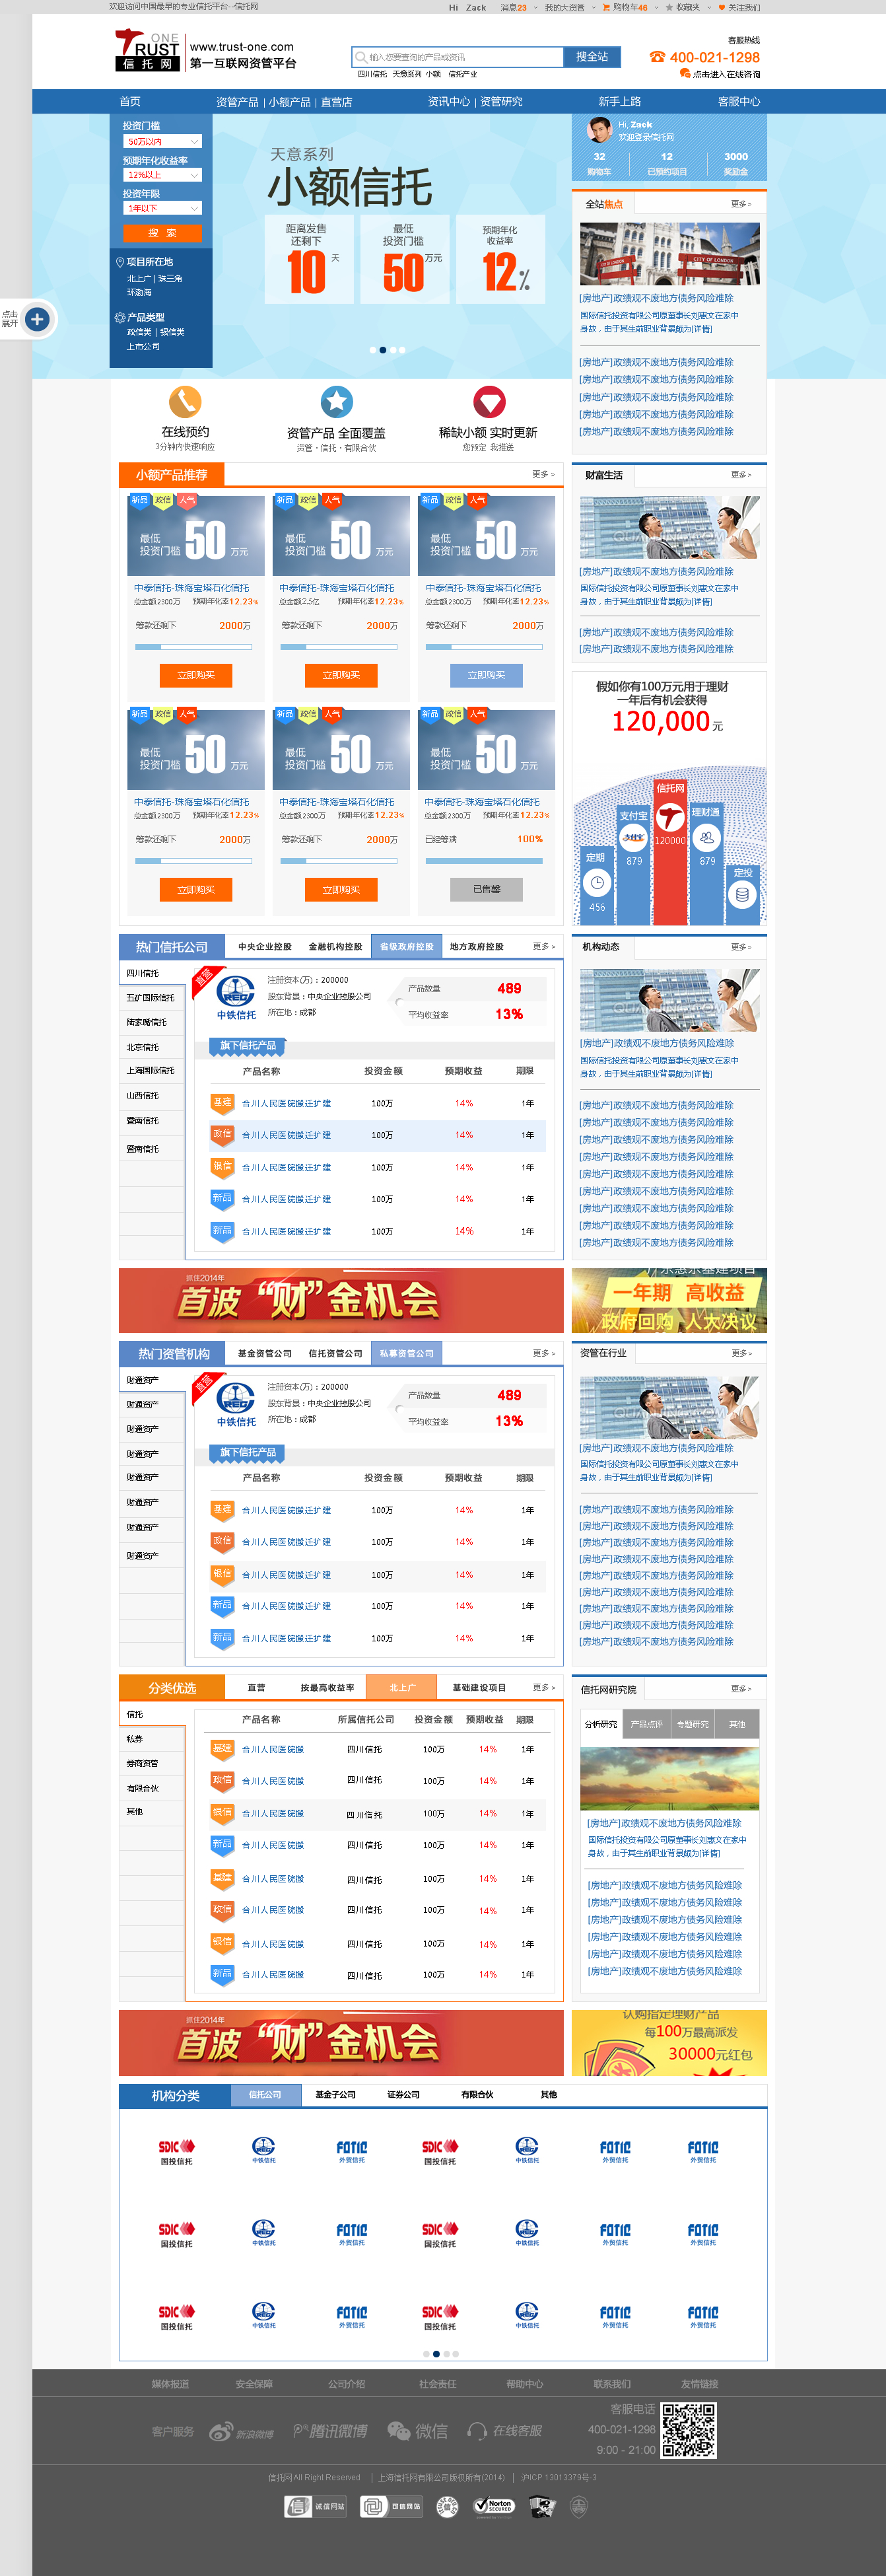 欢迎访问中国最早的专业信托平台--信托网
Hi Zack 消息23 我的大资管 购物车46 收藏夹 关注我们
ONE
TRUST
信托网
www.trust-one.com
第一互联网资管平台
输入您要查询的产品或资讯
搜全站
四川信托 天意系列 小额 信托产业
客服热线
400-021-1298
点击进入在线咨询
首页 资管产品 | 小额产品 | 直营店 资讯中心 | 资管研究 新手上路 客服中心
投资门槛
50万以内
预期年化收益率
12%以上
投资年限
1年以下
搜 索
项目所在地
北上广 | 珠三角
环渤海
产品类型
政信类 | 银信类
上市公司
点击
展开
天意系列
小额信托
距离发售
还剩下
10 天
最低
投资门槛
50 万元
预期年化
收益率
12%
Hi, Zack
欢迎登录信托网
32 12 3000
购物车 已预约项目 奖励金
全站焦点 更多>
[房地产]政绩观不废地方债务风险难除
国际信托投资有限公司原董事长刘惠文在家中
身故，由于其生前职业背景颇为[详情]
[房地产]政绩观不废地方债务风险难除
[房地产]政绩观不废地方债务风险难除
[房地产]政绩观不废地方债务风险难除
[房地产]政绩观不废地方债务风险难除
[房地产]政绩观不废地方债务风险难除
在线预约
3分钟内快速响应
资管产品 全面覆盖
资管·信托·有限合伙
稀缺小额 实时更新
您预定 我推送
小额产品推荐 更多 >
新品 政信 人气
最低
投资门槛 50 万元
中泰信托-珠海宝塔石化信托
总金额2300万 预期年化率12.23%
筹款还剩下 2000万
立即购买
新品 政信 人气
最低
投资门槛 50 万元
中泰信托-珠海宝塔石化信托
总金额2.5亿 预期年化率12.23%
筹款还剩下 2000万
立即购买
新品 政信 人气
最低
投资门槛 50 万元
中泰信托-珠海宝塔石化信托
总金额2300万 预期年化率12.23%
筹款还剩下 2000万
立即购买
新品 政信 人气
最低
投资门槛 50 万元
中泰信托-珠海宝塔石化信托
总金额2300万 预期年化率12.23%
筹款还剩下 2000万
立即购买
新品 政信 人气
最低
投资门槛 50 万元
中泰信托-珠海宝塔石化信托
总金额2300万 预期年化率12.23%
筹款还剩下 2000万
立即购买
新品 政信 人气
最低
投资门槛 50 万元
中泰信托-珠海宝塔石化信托
总金额2300万 预期年化率12.23%
已经筹满 100%
已售罄
财富生活 更多>
[房地产]政绩观不废地方债务风险难除
国际信托投资有限公司原董事长刘惠文在家中
身故，由于其生前职业背景颇为[详情]
[房地产]政绩观不废地方债务风险难除
[房地产]政绩观不废地方债务风险难除
假如你有100万元用于理财
一年后有机会获得
120,000 元
定期
456
支付宝
支付宝
879
信托网
120000
理财通
879
定投
热门信托公司 中央企业控股 金融机构控股 省级政府控股 地方政府控股 更多 >
四川信托
五矿国际信托
陆家嘴信托
北京信托
上海国际信托
山西信托
暨南信托
暨南信托
直营
中铁信托
注册资本(万)：200000
股东背景：中央企业控股公司
所在地：成都
产品数量 489
平均收益率 13%
旗下信托产品
产品名称 投资金额 预期收益 期限
基建 台川人民医院搬迁扩建 100万 14% 1年
政信 台川人民医院搬迁扩建 100万 14% 1年
银信 台川人民医院搬迁扩建 100万 14% 1年
新品 台川人民医院搬迁扩建 100万 14% 1年
新品 台川人民医院搬迁扩建 100万 14% 1年
机构动态 更多>
[房地产]政绩观不废地方债务风险难除
国际信托投资有限公司原董事长刘惠文在家中
身故，由于其生前职业背景颇为[详情]
[房地产]政绩观不废地方债务风险难除
[房地产]政绩观不废地方债务风险难除
[房地产]政绩观不废地方债务风险难除
[房地产]政绩观不废地方债务风险难除
[房地产]政绩观不废地方债务风险难除
[房地产]政绩观不废地方债务风险难除
[房地产]政绩观不废地方债务风险难除
[房地产]政绩观不废地方债务风险难除
[房地产]政绩观不废地方债务风险难除
抓住2014年
首波“财”金机会
一年期 高收益
政府回购 人大决议
热门资管机构 基金资管公司 信托资管公司 私募资管公司 更多 >
财通资产
财通资产
财通资产
财通资产
财通资产
财通资产
财通资产
财通资产
直营
中铁信托
注册资本(万)：200000
股东背景：中央企业控股公司
所在地：成都
产品数量 489
平均收益率 13%
旗下信托产品
产品名称 投资金额 预期收益 期限
基建 台川人民医院搬迁扩建 100万 14% 1年
政信 台川人民医院搬迁扩建 100万 14% 1年
银信 台川人民医院搬迁扩建 100万 14% 1年
新品 台川人民医院搬迁扩建 100万 14% 1年
新品 台川人民医院搬迁扩建 100万 14% 1年
资管在行业 更多>
[房地产]政绩观不废地方债务风险难除
国际信托投资有限公司原董事长刘惠文在家中
身故，由于其生前职业背景颇为[详情]
[房地产]政绩观不废地方债务风险难除
[房地产]政绩观不废地方债务风险难除
[房地产]政绩观不废地方债务风险难除
[房地产]政绩观不废地方债务风险难除
[房地产]政绩观不废地方债务风险难除
[房地产]政绩观不废地方债务风险难除
[房地产]政绩观不废地方债务风险难除
[房地产]政绩观不废地方债务风险难除
[房地产]政绩观不废地方债务风险难除
分类优选 直营 按最高收益率 北上广 基础建设项目 更多 >
信托
私募
券商资管
有限合伙
其他
产品名称 所属信托公司 投资金额 预期收益 期限
基建 台川人民医院搬 四川信托 100万 14% 1年
政信 台川人民医院搬 四川信托 100万 14% 1年
银信 台川人民医院搬 四川信托 100万 14% 1年
新品 台川人民医院搬 四川信托 100万 14% 1年
基建 台川人民医院搬 四川信托 100万 14% 1年
政信 台川人民医院搬 四川信托 100万 14% 1年
银信 台川人民医院搬 四川信托 100万 14% 1年
新品 台川人民医院搬 四川信托 100万 14% 1年
信托网研究院 更多>
分析研究 产品点评 专题研究 其他
[房地产]政绩观不废地方债务风险难除
国际信托投资有限公司原董事长刘惠文在家中
身故，由于其生前职业背景颇为[详情]
[房地产]政绩观不废地方债务风险难除
[房地产]政绩观不废地方债务风险难除
[房地产]政绩观不废地方债务风险难除
[房地产]政绩观不废地方债务风险难除
[房地产]政绩观不废地方债务风险难除
[房地产]政绩观不废地方债务风险难除
抓住2014年
首波“财”金机会
认购指定理财产品
每100万最高派发
30000元红包
机构分类 信托公司 基金子公司 证券公司 有限合伙 其他
SDIC FOTIC SDIC FOTIC FOTIC
国投信托 中铁信托 外贸信托 国投信托 中铁信托 外贸信托 外贸信托
SDIC FOTIC SDIC FOTIC FOTIC
国投信托 中铁信托 外贸信托 国投信托 中铁信托 外贸信托 外贸信托
SDIC FOTIC SDIC FOTIC FOTIC
国投信托 中铁信托 外贸信托 国投信托 中铁信托 外贸信托 外贸信托
媒体报道 安全保障 公司介绍 社会责任 帮助中心 联系我们 友情链接
客户服务 新浪微博 腾讯微博 微信 在线客服
客服电话
400-021-1298
9:00 - 21:00
信托网 All Right Reserved | 上海信托网有限公司版权所有(2014) | 沪ICP 13013379号-3
诚信网站 可信网站 Norton